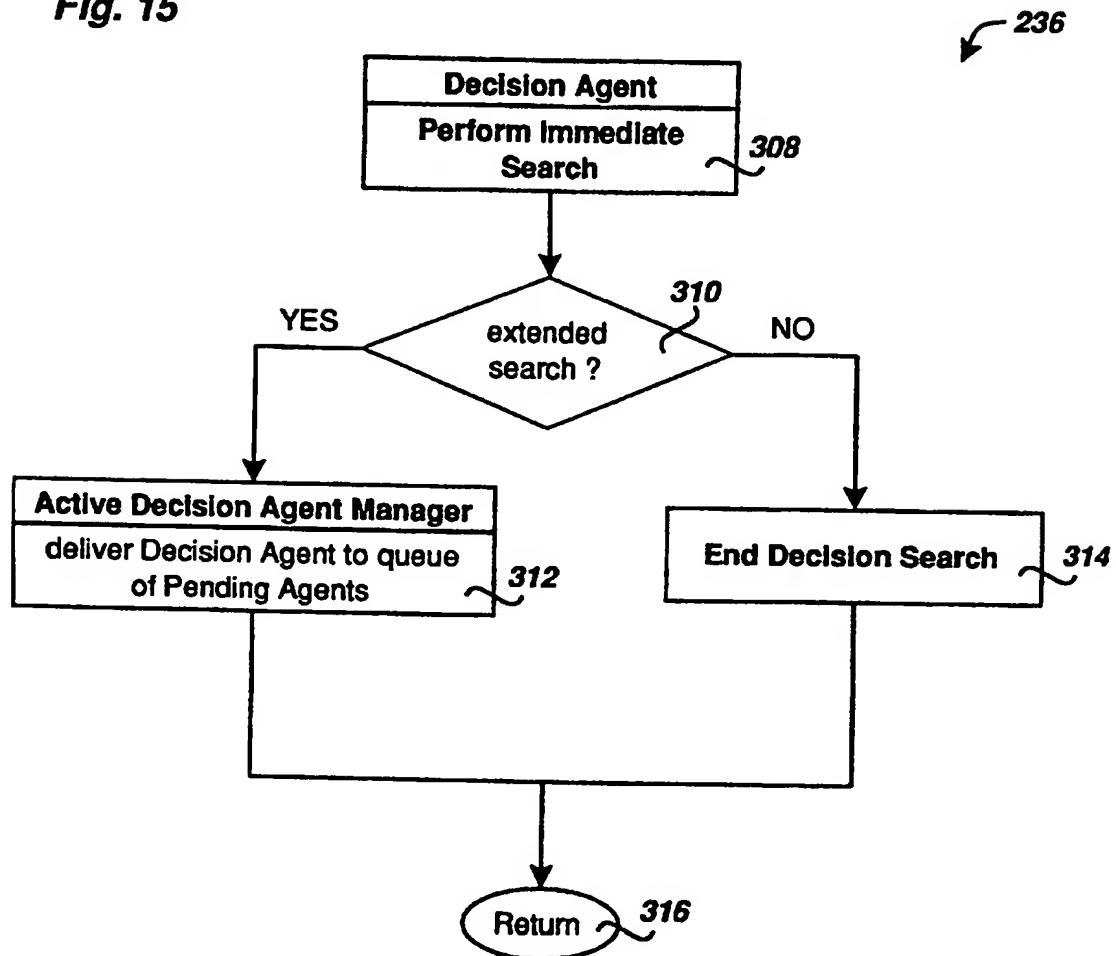 Fig. 15
236
Decision Agent
Perform Immediate
Search
308
310
YES
extended
search ?
NO
Active Decision Agent Manager
deliver Decision Agent to queue
of Pending Agents
312
End Decision Search
314
Return
316